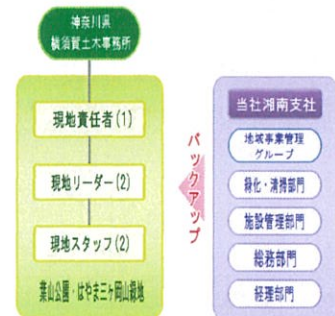 神奈川県
横須賀土木事務所
現地責任者(1)
現地リーダー(2)
現地スタッフ(2)
葉山公園・はやま三ヶ岡山緑地
バックアップ
当社湘南支社
地域事業管理
グループ
緑化・清掃部門
施設管理部門
総務部門
経理部門